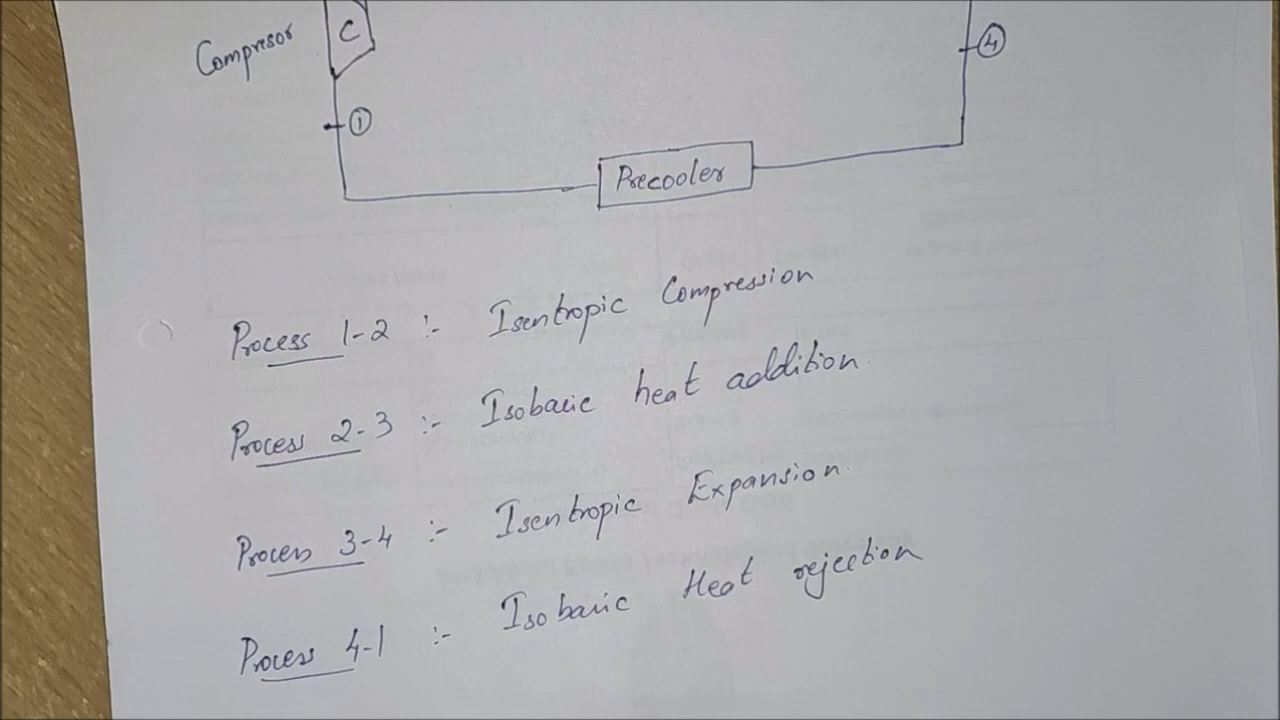 C
Compresor
4
1
Precooler
Process 1-2 :- Isentropic Compression
Process 2-3 :- Isobaric heat addition.
Process 3-4 :- Isentropic Expansion.
Process 4-1 :- Isobaric Heat rejection